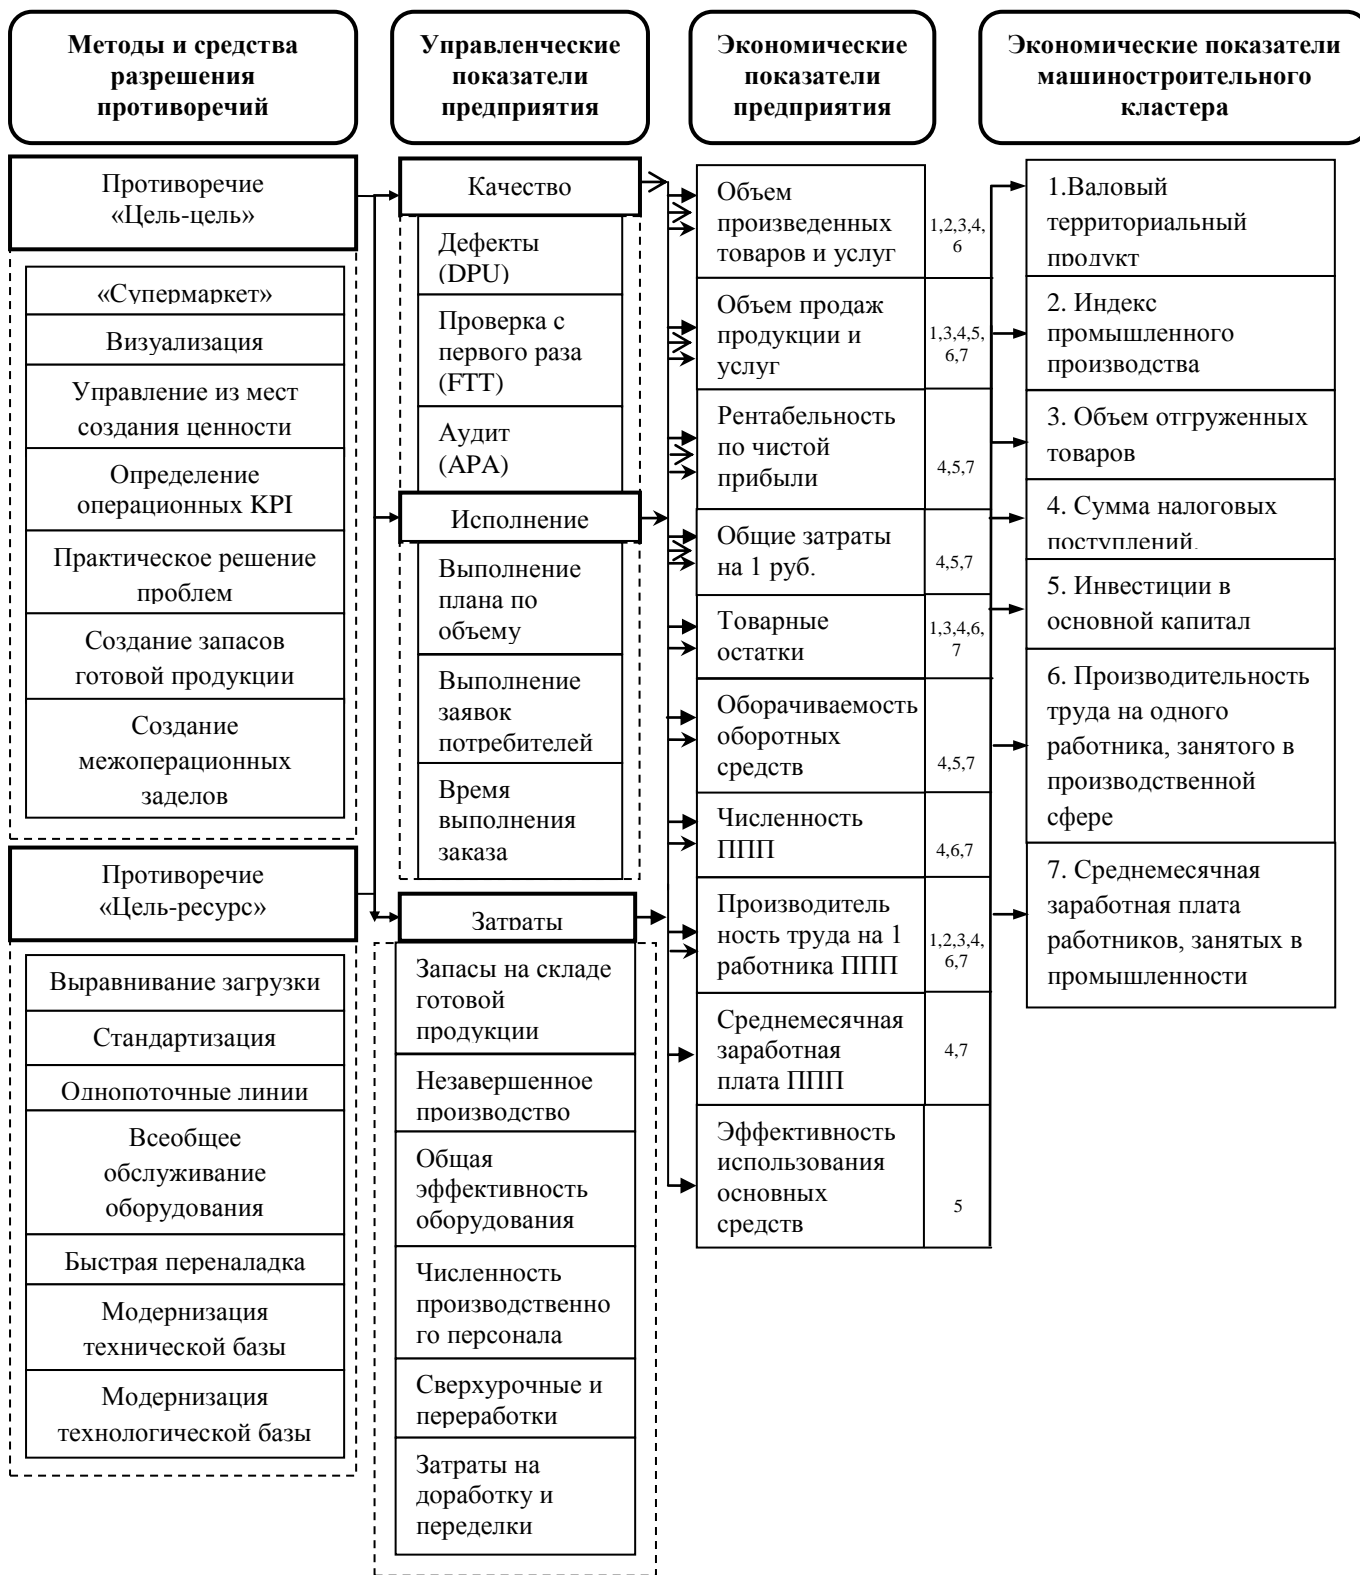 Методы и средства
разрешения
противоречий
Управленческие
показатели
предприятия
Экономические
показатели
предприятия
Экономические показатели
машиностроительного
кластера
Противоречие
«Цель-цель»
«Супермаркет»
Визуализация
Управление из мест
создания ценности
Определение
операционных KPI
Практическое решение
проблем
Создание запасов
готовой продукции
Создание
межоперационных
заделов
Противоречие
«Цель-ресурс»
Выравнивание загрузки
Стандартизация
Однопоточные линии
Всеобщее
обслуживание
оборудования
Быстрая переналадка
Модернизация
технической базы
Модернизация
технологической базы
Качество
Дефекты
(DPU)
Проверка с
первого раза
(FTT)
Аудит
(APA)
Исполнение
Выполнение
плана по
объему
Выполнение
заявок
потребителей
Время
выполнения
заказа
Затраты
Запасы на складе
готовой
продукции
Незавершенное
производство
Общая
эффективность
оборудования
Численность
производственно
го персонала
Сверхурочные и
переработки
Затраты на
доработку и
переделки
Объем
произведенных
товаров и услуг
1,2,3,4,
6
Объем продаж
продукции и
услуг
1,3,4,5,
6,7
Рентабельность
по чистой
прибыли
4,5,7
Общие затраты
на 1 руб.
4,5,7
Товарные
остатки
1,3,4,6,
7
Оборачиваемость
оборотных
средств
4,5,7
Численность
ППП
4,6,7
Производитель
ность труда на 1
работника ППП
1,2,3,4,
6,7
Среднемесячная
заработная
плата ППП
4,7
Эффективность
использования
основных
средств
5
1.Валовый
территориальный
продукт
2. Индекс
промышленного
производства
3. Объем отгруженных
товаров
4. Сумма налоговых
поступлений.
5. Инвестиции в
основной капитал
6. Производительность
труда на одного
работника, занятого в
производственной
сфере
7. Среднемесячная
заработная плата
работников, занятых в
промышленности